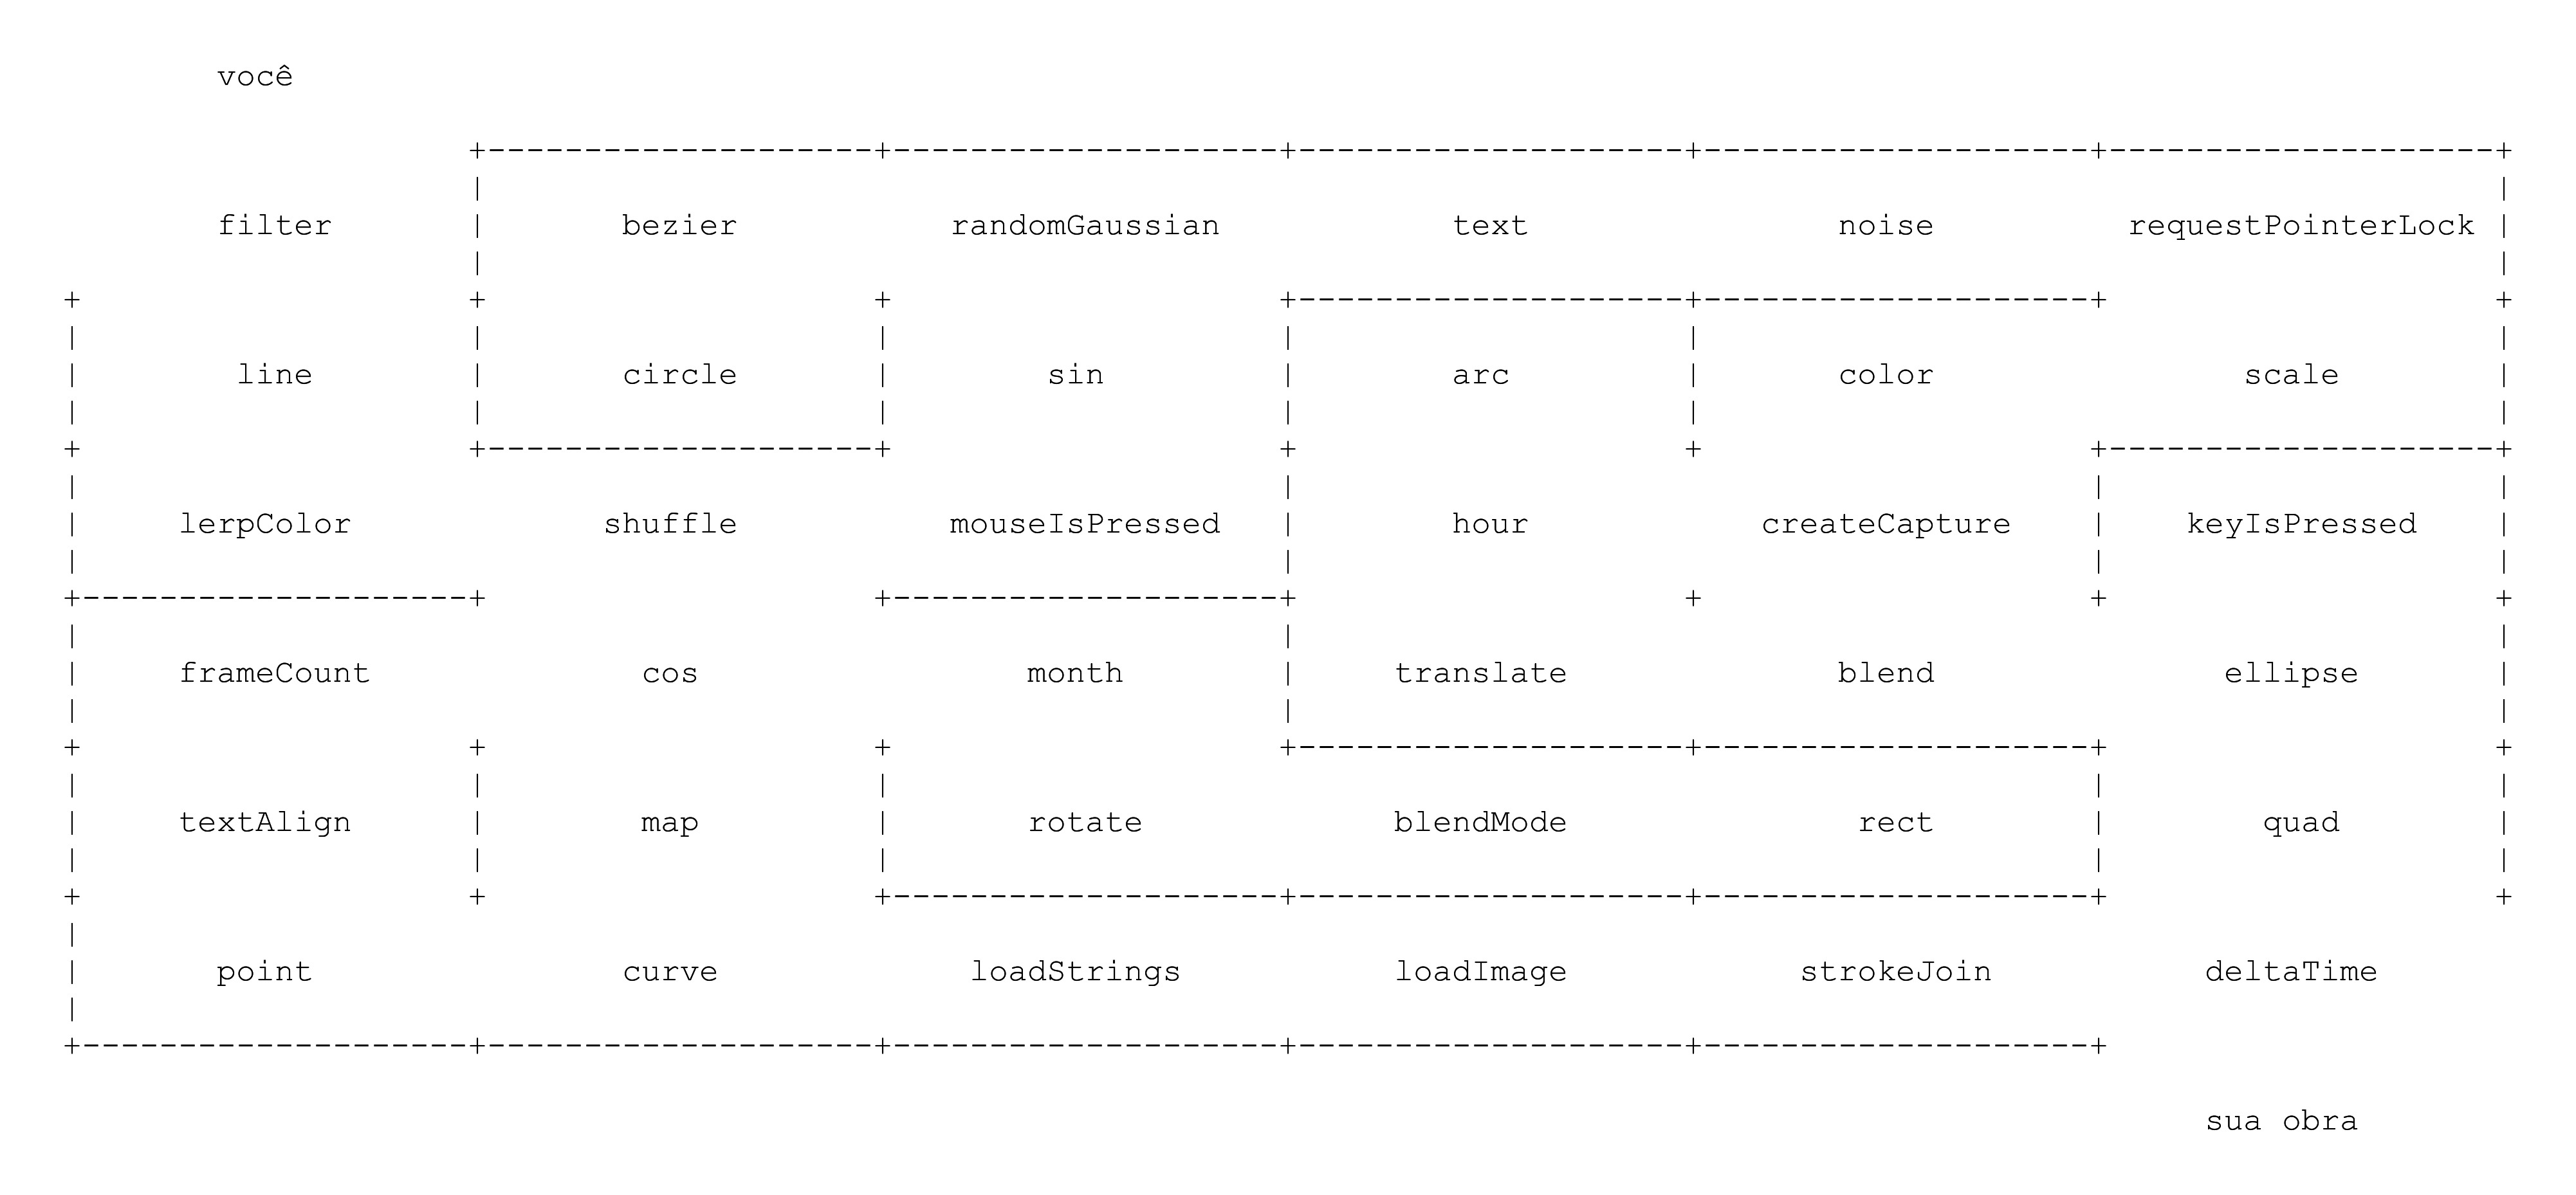 você
filter bezier randomGaussian text noise requestPointerLock
line circle sin arc color scale
lerpColor shuffle mouseIsPressed hour createCapture keyIsPressed
frameCount cos month translate blend ellipse
textAlign map rotate blendMode rect quad
point curve loadStrings loadImage strokeJoin deltaTime
sua obra